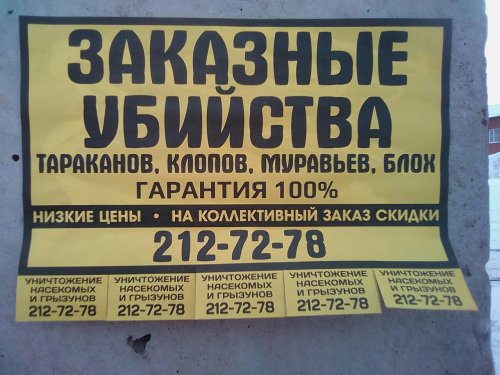 ЗАКАЗНЫЕ
УБИЙСТВА
ТАРАКАНОВ, КЛОПОВ, МУРАВЬЕВ, БЛОХ
ГАРАНТИЯ 100%
НИЗКИЕ ЦЕНЫ • НА КОЛЛЕКТИВНЫЙ ЗАКАЗ СКИДКИ
212-72-78
УНИЧТОЖЕНИЕ
НАСЕКОМЫХ
И ГРЫЗУНОВ
212-72-78
УНИЧТОЖЕНИЕ
НАСЕКОМЫХ
И ГРЫЗУНОВ
212-72-78
УНИЧТОЖЕНИЕ
НАСЕКОМЫХ
И ГРЫЗУНОВ
212-72-78
УНИЧТОЖЕНИЕ
НАСЕКОМЫХ
И ГРЫЗУНОВ
212-72-78
УНИЧТОЖЕНИЕ
НАСЕКОМЫХ
И ГРЫЗУНОВ
212-72-78